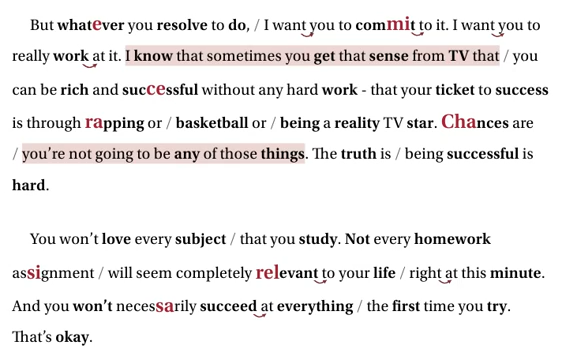 But whatever you resolve to do, / I want you to commit to it. I want you to
really work at it. I know that sometimes you get that sense from TV that / you
can be rich and successful without any hard work - that your ticket to success
is through rapping or / basketball or / being a reality TV star. Chances are
/ you're not going to be any of those things. The truth is / being successful is
hard.
You won't love every subject / that you study. Not every homework
assignment / will seem completely relevant to your life / right at this minute.
And you won't necessarily succeed at everything / the first time you try.
That's okay.